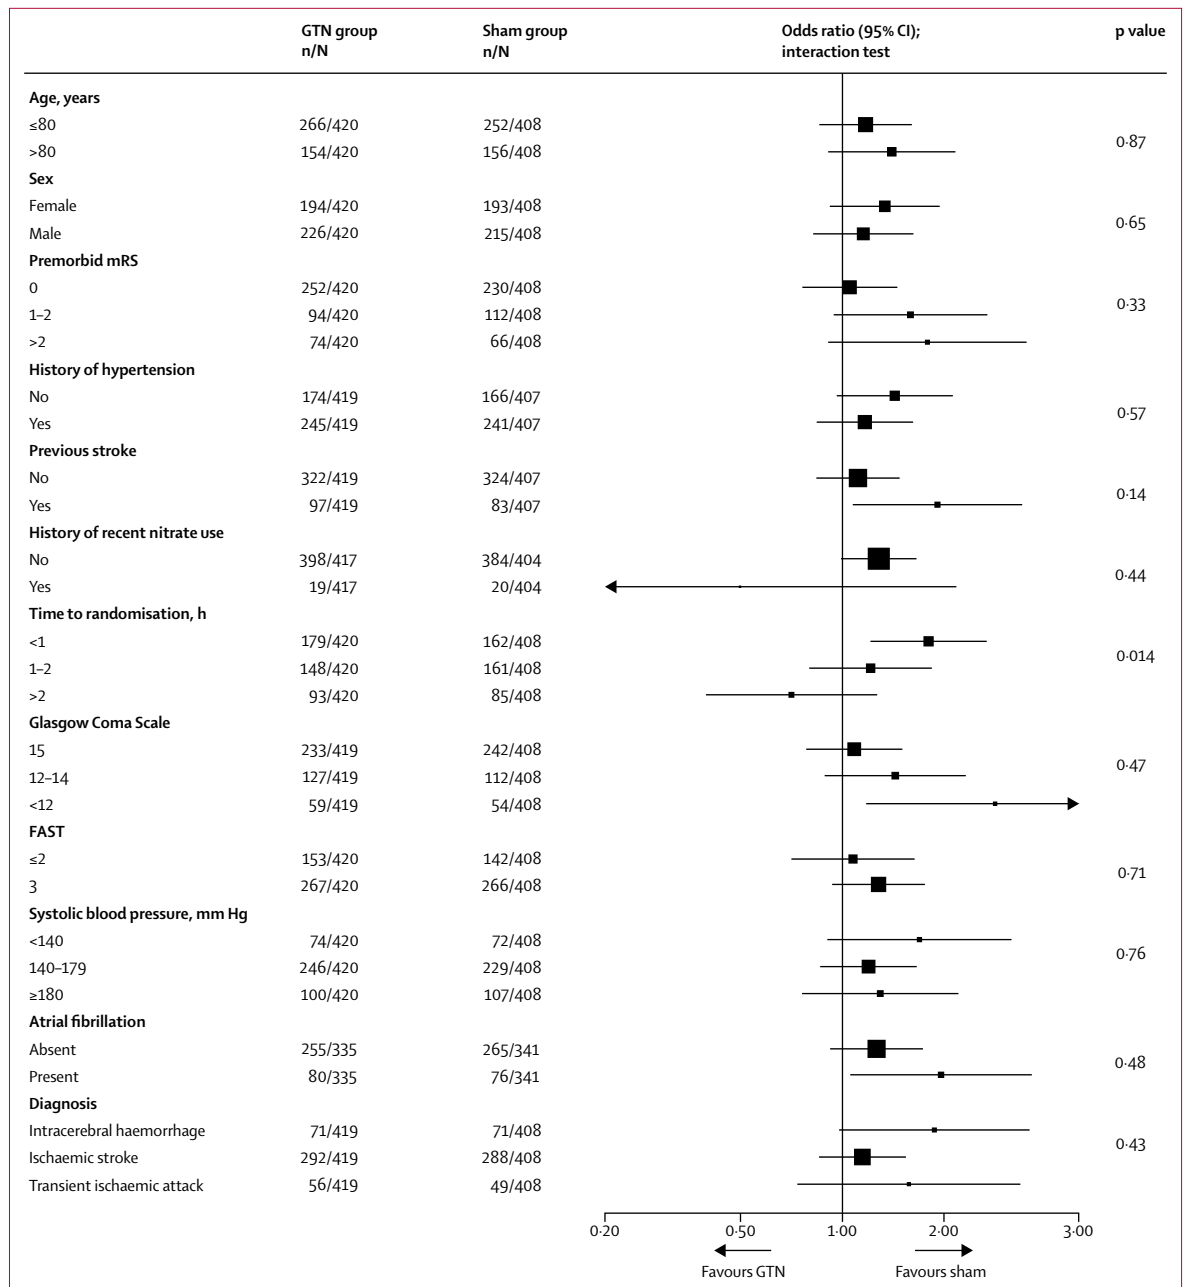 GTN group Sham group Odds ratio (95% CI); p value
n/N n/N interaction test
Age, years
≤80 266/420 252/408
0·87
>80 154/420 156/408
Sex
Female 194/420 193/408
0·65
Male 226/420 215/408
Premorbid mRS
0 252/420 230/408
1–2 94/420 112/408 0·33
>2 74/420 66/408
History of hypertension
No 174/419 166/407
0·57
Yes 245/419 241/407
Previous stroke
No 322/419 324/407
0·14
Yes 97/419 83/407
History of recent nitrate use
No 398/417 384/404
0·44
Yes 19/417 20/404
Time to randomisation, h
<1 179/420 162/408
0·014
1–2 148/420 161/408
>2 93/420 85/408
Glasgow Coma Scale
15 233/419 242/408
0·47
12–14 127/419 112/408
<12 59/419 54/408
FAST
≤2 153/420 142/408
0·71
3 267/420 266/408
Systolic blood pressure, mm Hg
<140 74/420 72/408
0·76
140–179 246/420 229/408
≥180 100/420 107/408
Atrial fibrillation
Absent 255/335 265/341
0·48
Present 80/335 76/341
Diagnosis
Intracerebral haemorrhage 71/419 71/408
0·43
Ischaemic stroke 292/419 288/408
Transient ischaemic attack 56/419 49/408
0·20 0·50 1·00 2·00 3·00
Favours GTN Favours sham